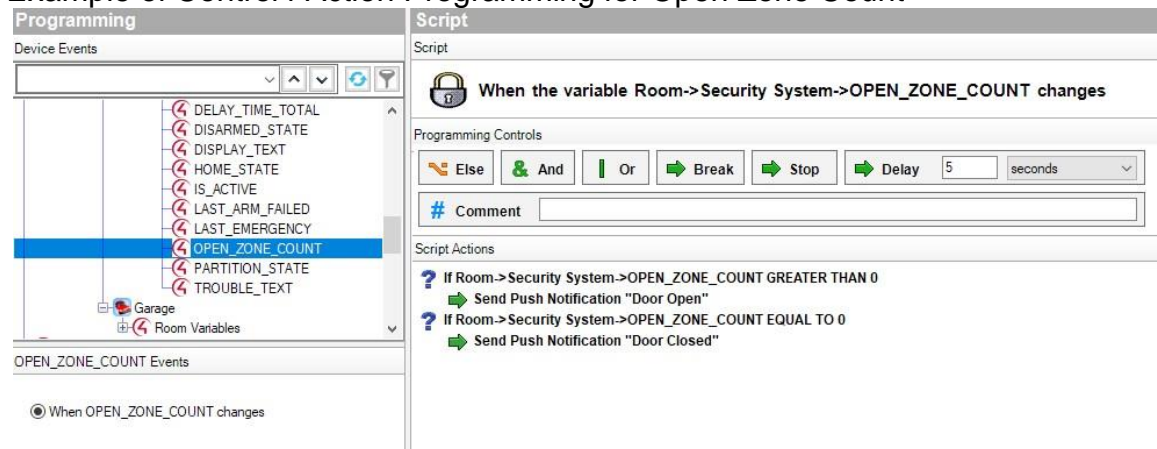 Example of Control4 Action Programming for Open Zone Count
Programming
Device Events
DELAY_TIME_TOTAL
DISARMED_STATE
DISPLAY_TEXT
HOME_STATE
IS_ACTIVE
LAST_ARM_FAILED
LAST_EMERGENCY
OPEN_ZONE_COUNT
PARTITION_STATE
TROUBLE_TEXT
Garage
Room Variables
OPEN_ZONE_COUNT Events
When OPEN_ZONE_COUNT changes
Script
Script
When the variable Room->Security System->OPEN_ZONE_COUNT changes
Programming Controls
Else & And | Or Break Stop Delay 5 seconds
# Comment
Script Actions
? If Room->Security System->OPEN_ZONE_COUNT GREATER THAN 0
Send Push Notification "Door Open"
? If Room->Security System->OPEN_ZONE_COUNT EQUAL TO 0
Send Push Notification "Door Closed"